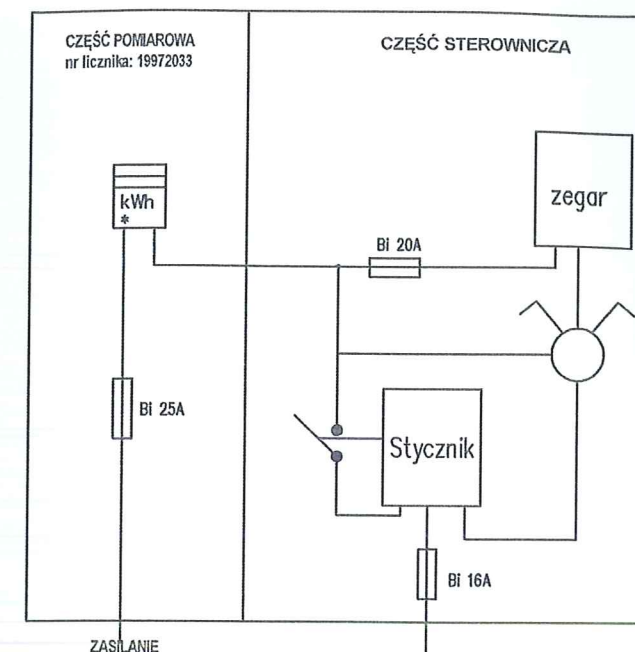 CZĘŚĆ POMIAROWA
nr licznika: 19972033
CZĘŚĆ STEROWNICZA
kWh
*
zegar
Bi 20A
Bi 25A
Stycznik
Bi 16A
ZASILANIE